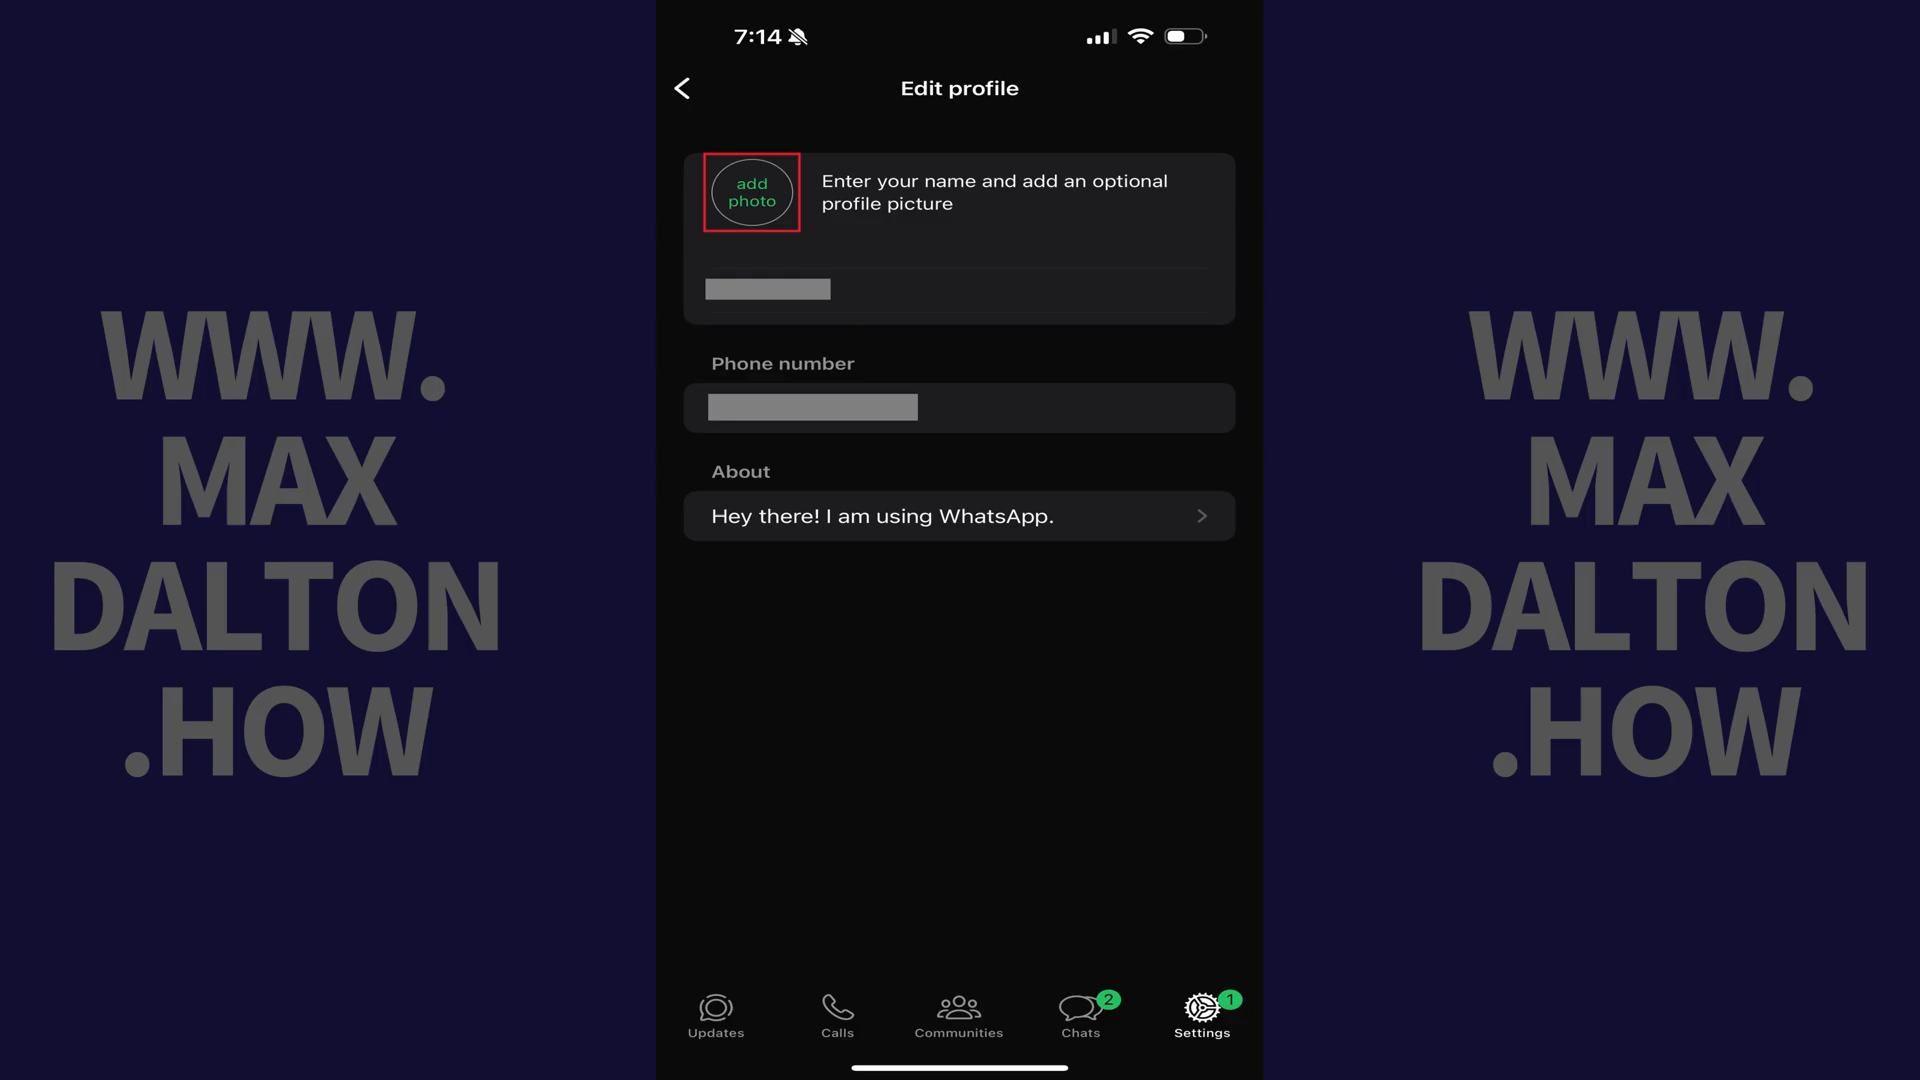 WWW.
MAX
DALTON
.HOW
7:14
Edit profile
add
photo
Enter your name and add an optional
profile picture
Phone number
About
Hey there! I am using WhatsApp.
Updates
Calls
Communities
2
Chats
1
Settings
WWW.
MAX
DALTON
.HOW